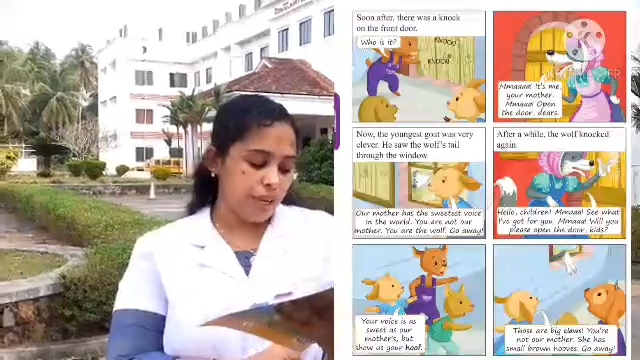 Soon after, there was a knock
on the front door.
Who is it?
KNOCK!
KNOCK!
Mmaaaa! It's me
your mother.
Mmaaa! Open
the door, dears.
Now, the youngest goat was very
clever. He saw the wolf's tail
through the window.
Our mother has the sweetest voice
in the world. You are not our
mother. You are the wolf. Go away!
After a while, the wolf knocked
again.
Hello, children! Mmaaa! See what
I've got for you. Mmaaa! Will you
please open the door, kids?
Your voice is as
sweet as our
mother's, but
show us your hoof.
Those are big claws! You're
not our mother. She has
small brown hooves. Go away!